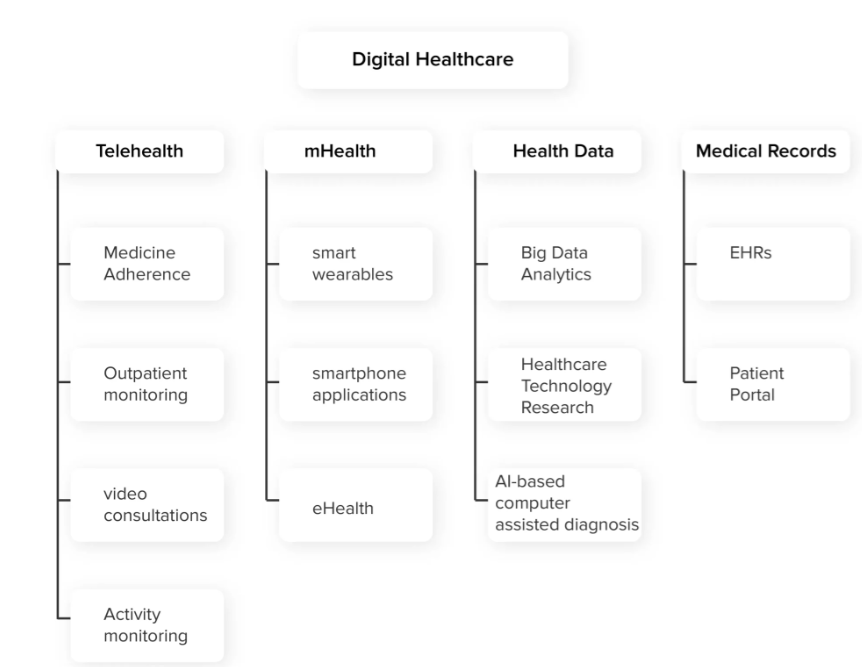 Digital Healthcare
Telehealth
mHealth
Health Data
Medical Records
Medicine
Adherence
smart
wearables
Big Data
Analytics
EHRs
Outpatient
monitoring
smartphone
applications
Healthcare
Technology
Research
Patient
Portal
video
consultations
eHealth
AI-based
computer
assisted diagnosis
Activity
monitoring